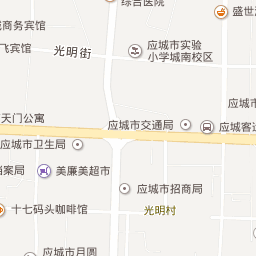 综合医院
盛世
城商务宾馆
飞宾馆
光明街
应城市实验
小学城南校区
应城市
天门公寓
应城市交通局
应城客运
应城市卫生局
档案局
美廉美超市
应城市招商局
十七码头咖啡馆
光明村
应城市月圆